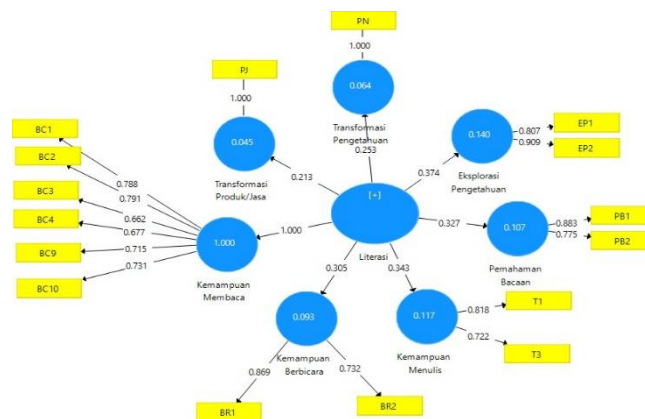 PN
1.000
0.064
Transformasi
Pengetahuan
0.253
PJ
1.000
0.045
Transformasi
Produk/Jasa
0.213
EP1
EP2
0.807
0.909
0.140
Eksplorasi
Pengetahuan
0.374
BC1
BC2
BC3
BC4
BC9
BC10
0.788
0.791
0.662
0.677
0.715
0.731
1.000
Kemampuan
Membaca
1.000
[+]
Literasi
0.327
0.107
Pemahaman
Bacaan
0.883
0.775
PB1
PB2
0.305
0.093
Kemampuan
Berbicara
0.869
0.732
BR1
BR2
0.343
0.117
Kemampuan
Menulis
0.818
0.722
T1
T3